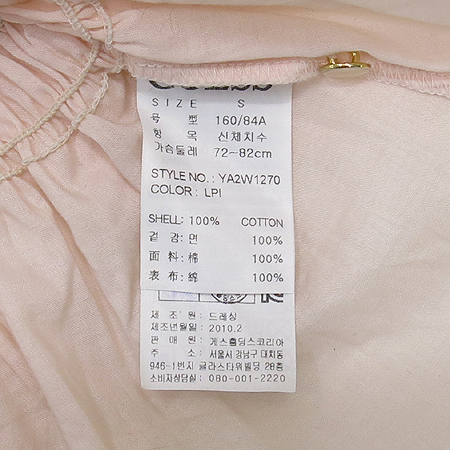 GUESS
SIZE S
号 型 160/84A
항 목 신체치수
가슴둘레 72~82cm
STYLE NO.: YA2W1270
COLOR: LPI
SHELL: 100% COTTON
겉 감: 면 100%
面 料: 棉 100%
表 布: 綿 100%
제 조 원 : 드레싱
제조년월일 : 2010.2
판 매 원 : 게스홀딩스코리아
주 소 : 서울시 강남구 대치동
946-1번지 글라스타워빌딩 28층
소비자상담실 : 080-001-2220